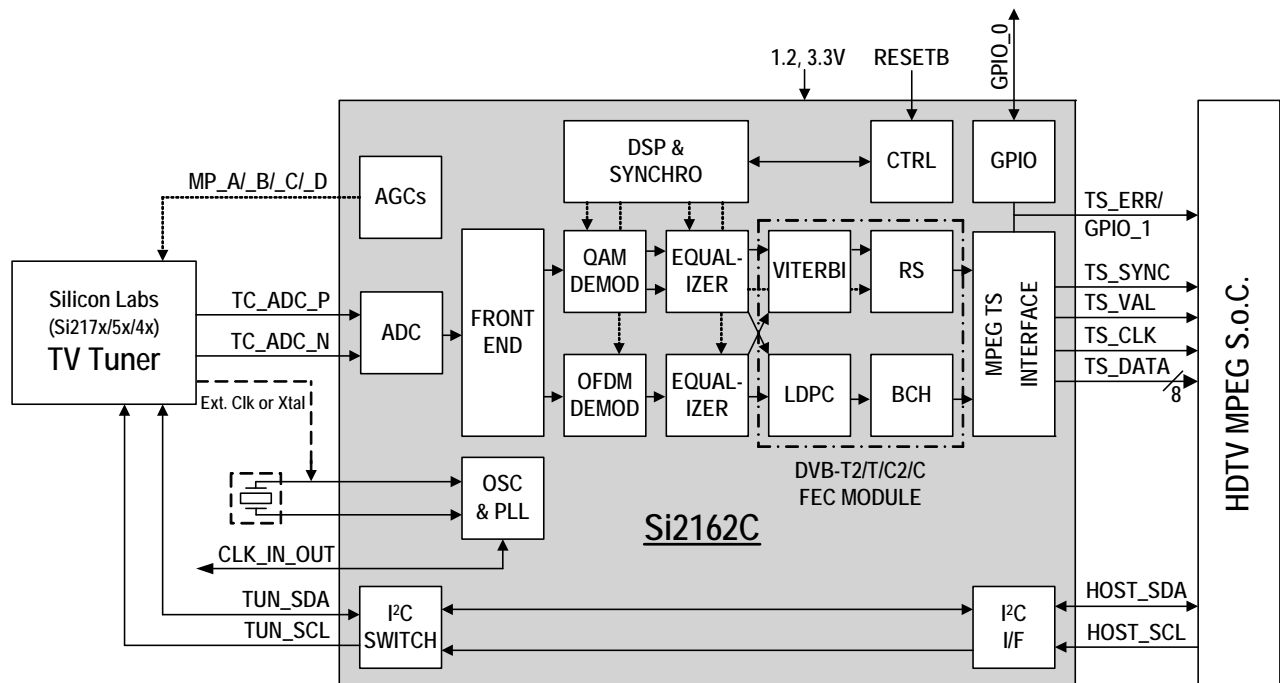 1.2, 3.3V
RESETB
GPIO_0
DSP &
SYNCHRO
CTRL
GPIO
MP_A/_B/_C/_D
AGCs
TS_ERR/
GPIO_1
Silicon Labs
(Si217x/5x/4x)
TV Tuner
TC_ADC_P
TC_ADC_N
ADC
FRONT
END
QAM
DEMOD
EQUAL-
IZER
VITERBI
RS
OFDM
DEMOD
EQUAL-
IZER
LDPC
BCH
MPEG TS
INTERFACE
TS_SYNC
TS_VAL
TS_CLK
TS_DATA
8
HDTV MPEG S.o.C.
Ext. Clk or Xtal
OSC
& PLL
DVB-T2/T/C2/C
FEC MODULE
Si2162C
CLK_IN_OUT
TUN_SDA
TUN_SCL
I²C
SWITCH
I²C
I/F
HOST_SDA
HOST_SCL